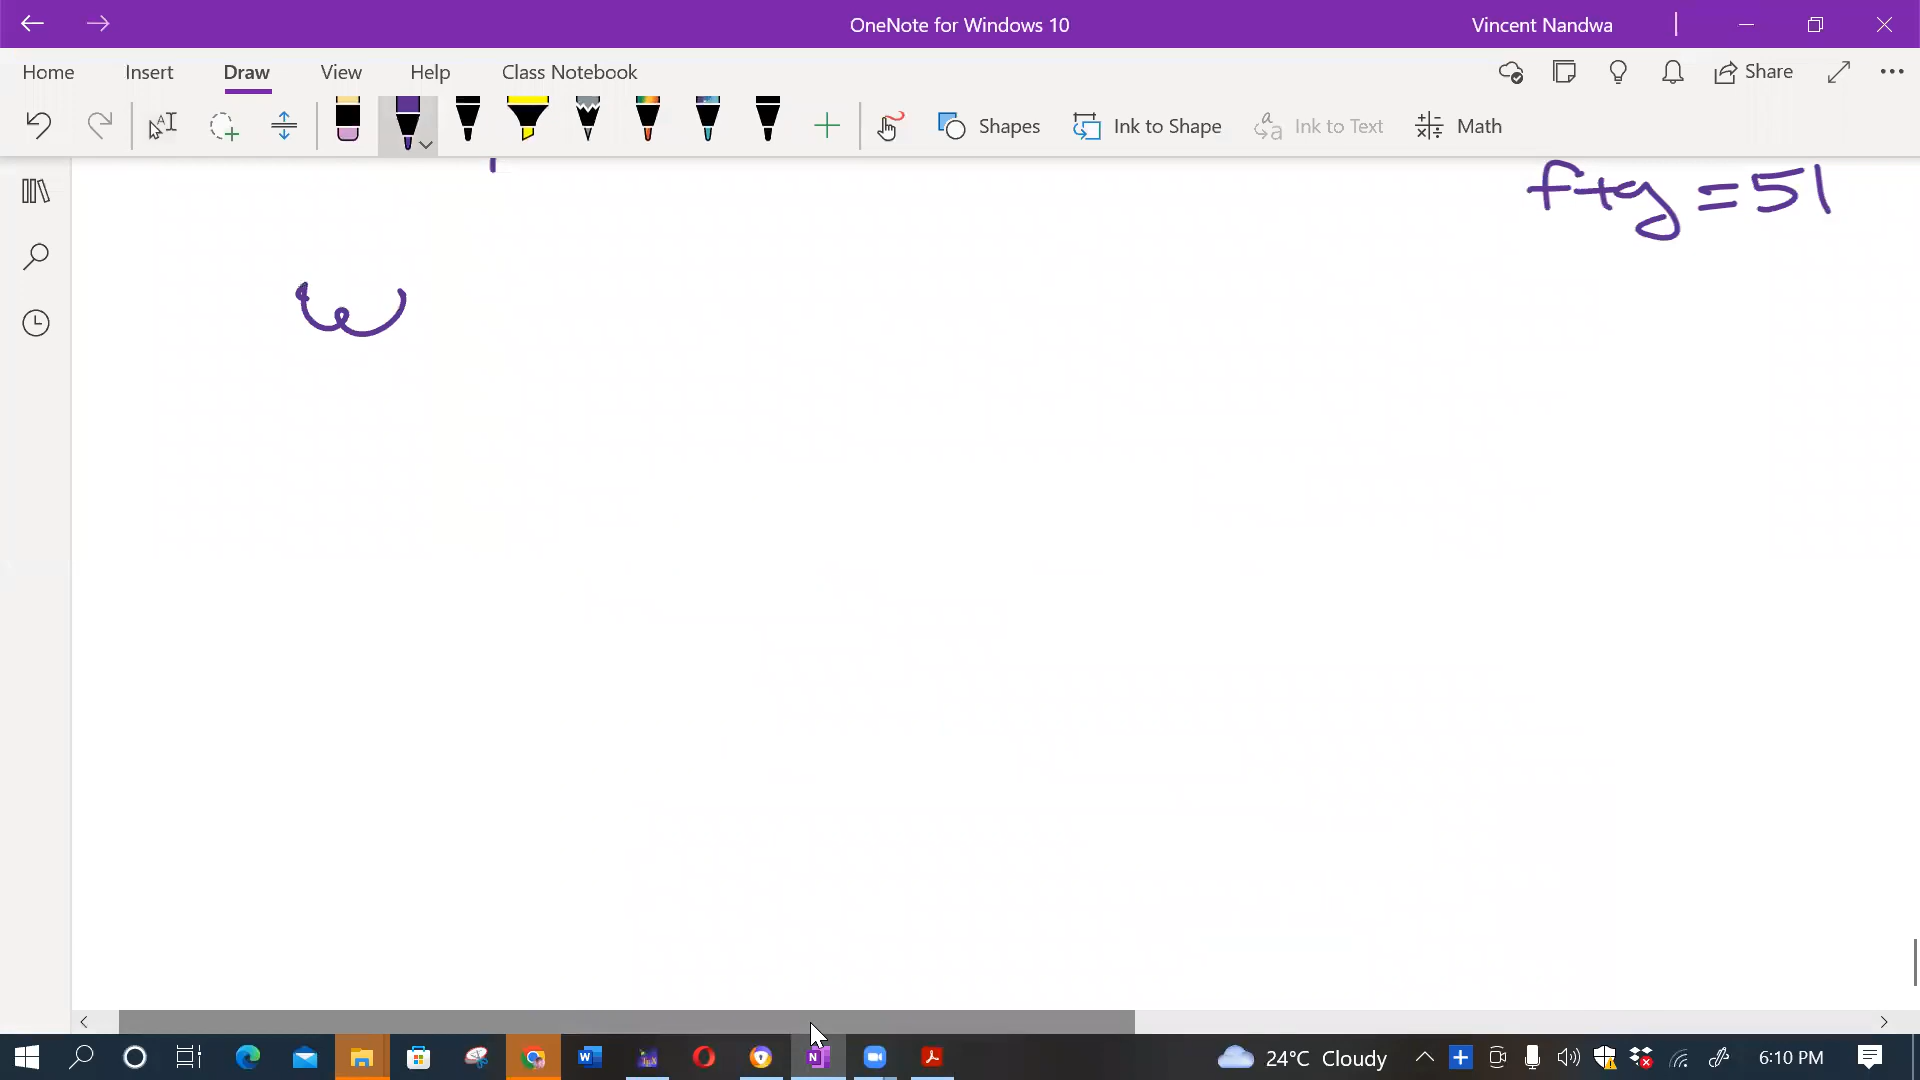 OneNote for Windows 10
Vincent Nandwa
Home Insert Draw View Help Class Notebook
Share
Shapes
Ink to Shape
Ink to Text
Math
f+g = 51
w
24°C Cloudy
6:10 PM